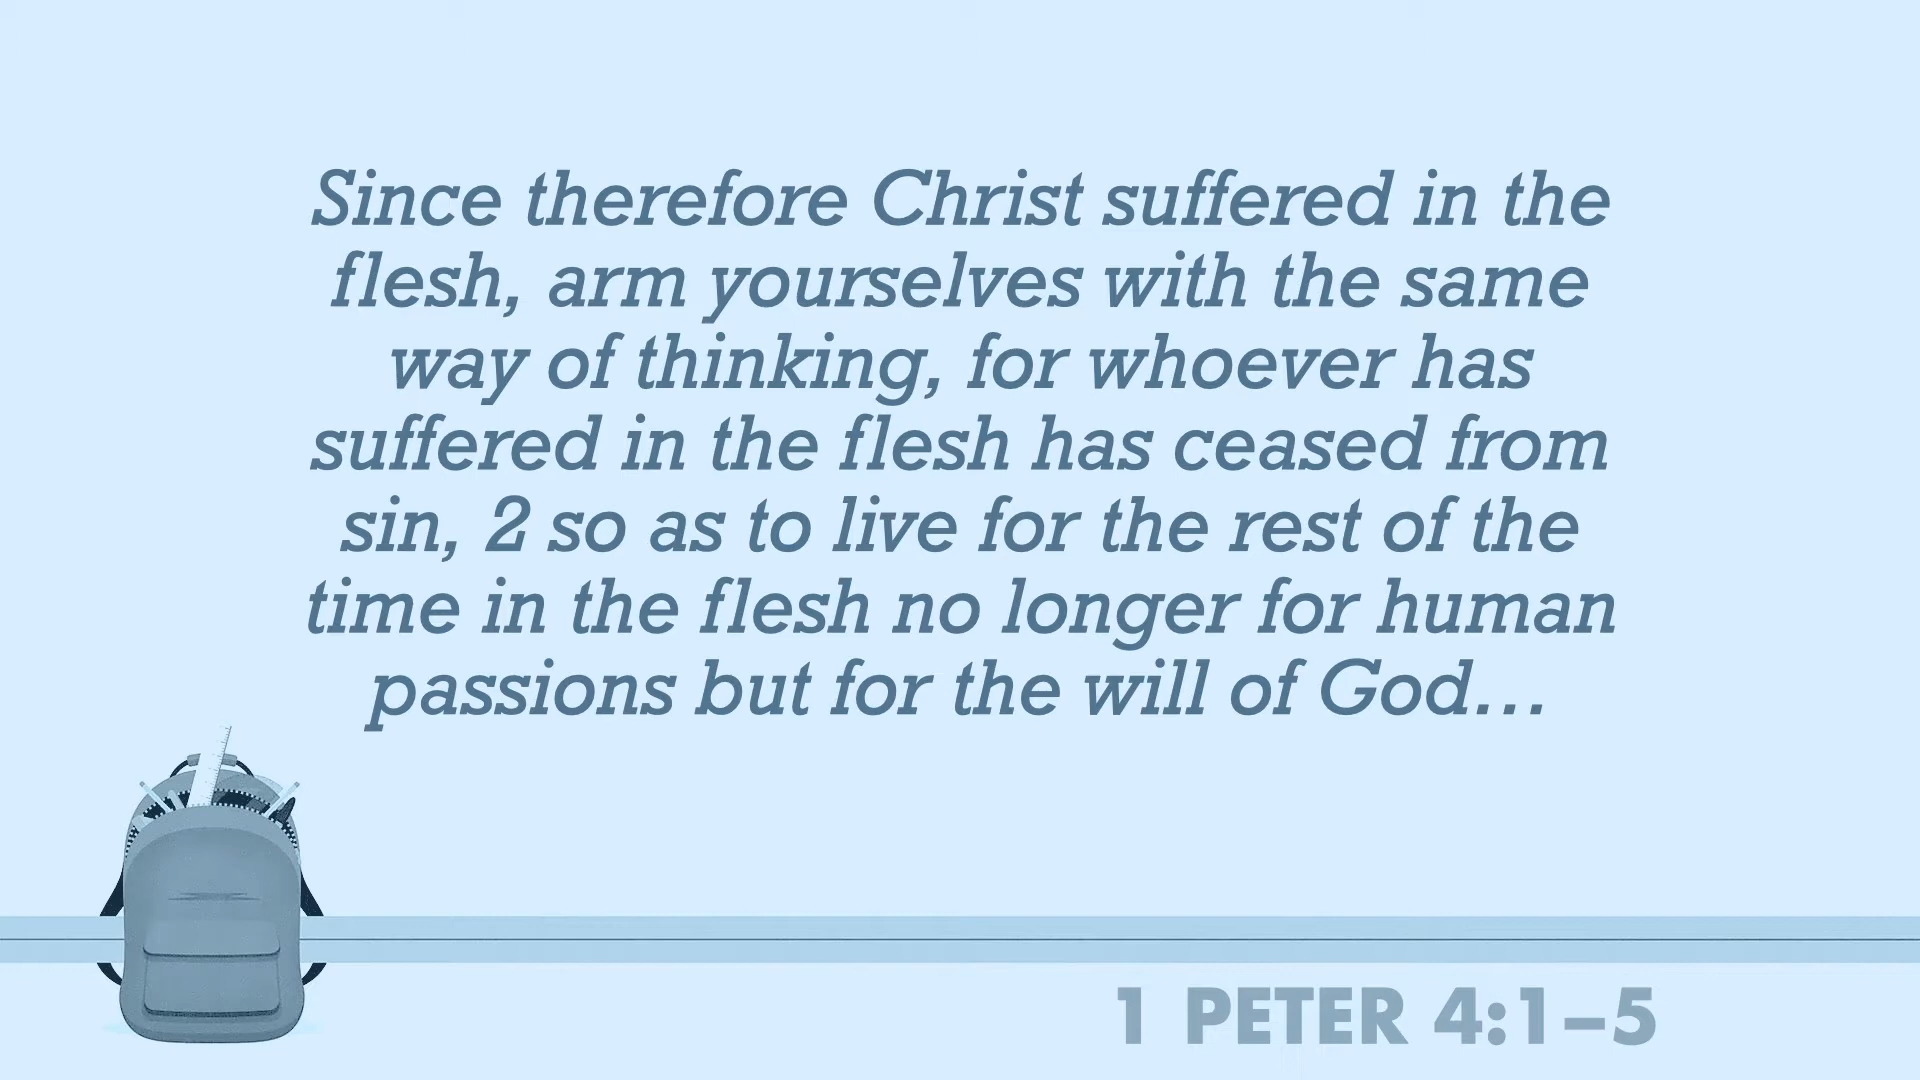 Since therefore Christ suffered in the
flesh, arm yourselves with the same
way of thinking, for whoever has
suffered in the flesh has ceased from
sin, 2 so as to live for the rest of the
time in the flesh no longer for human
passions but for the will of God…
1 PETER 4:1–5